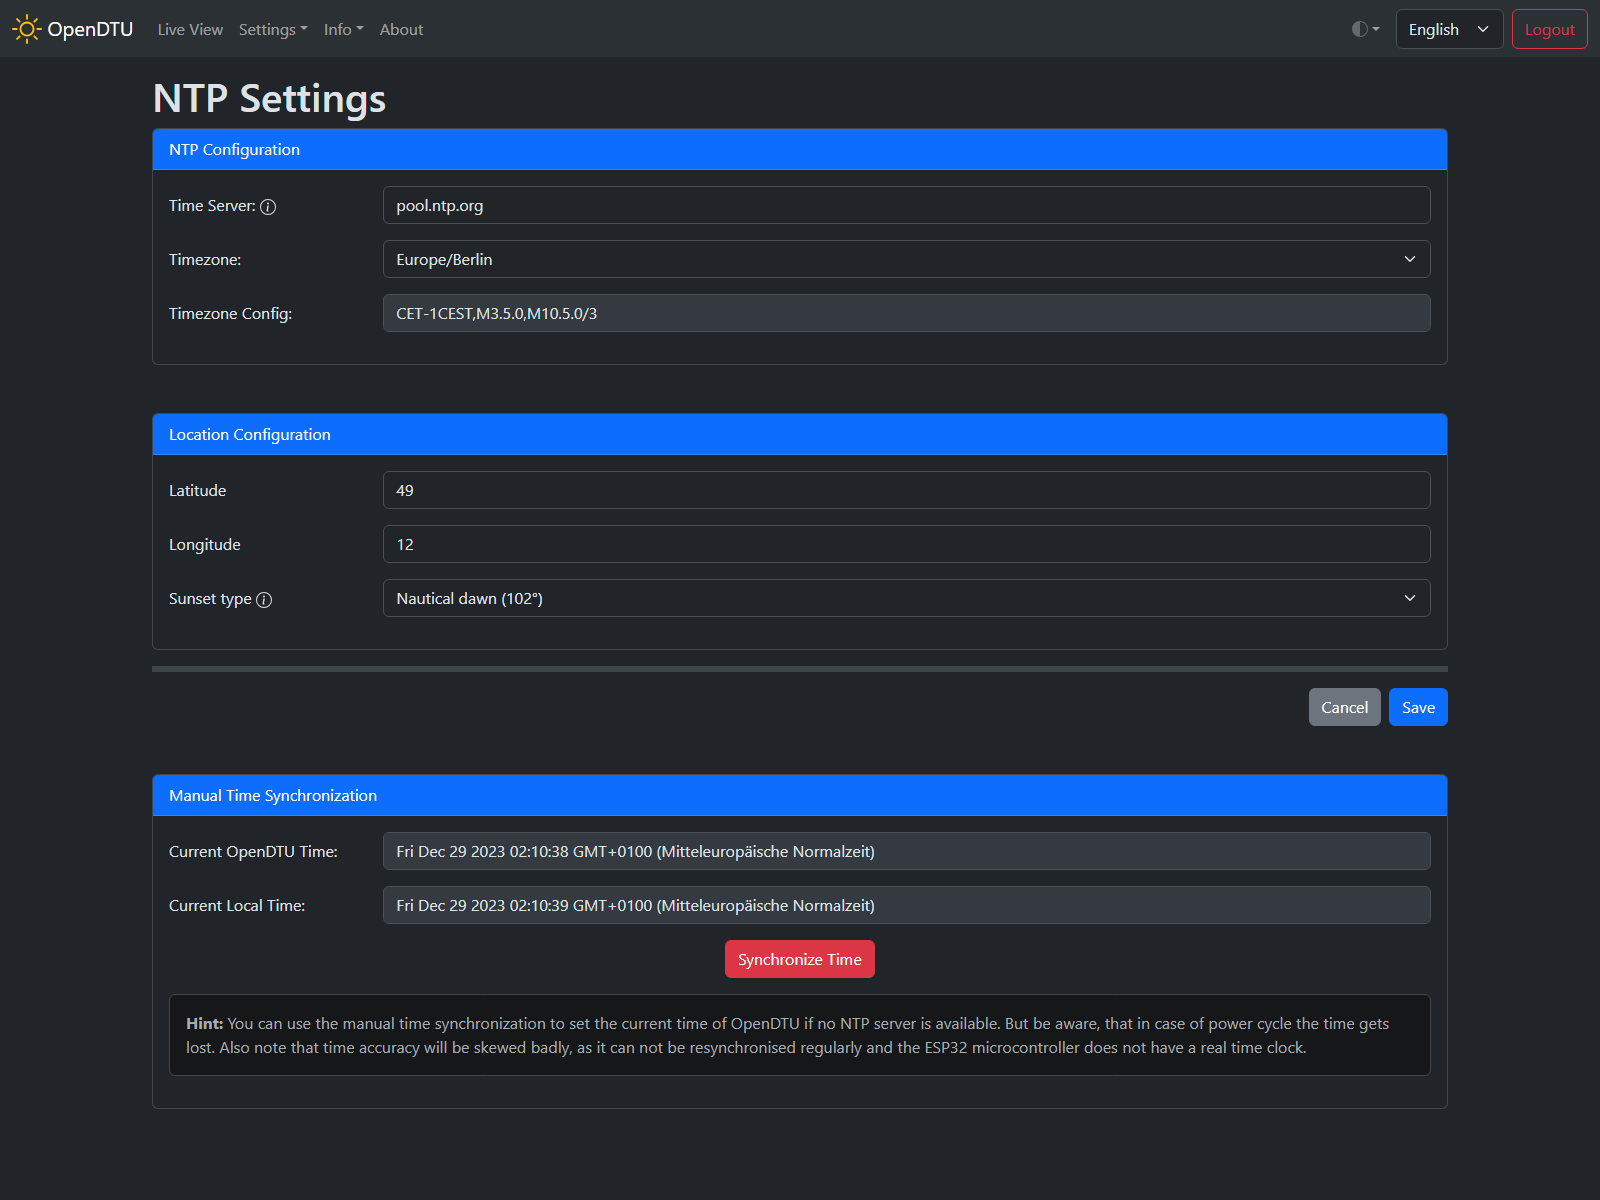 OpenDTU Live View Settings Info About English Logout
NTP Settings
NTP Configuration
Time Server: pool.ntp.org
Timezone: Europe/Berlin
Timezone Config: CET-1CEST,M3.5.0,M10.5.0/3
Location Configuration
Latitude 49
Longitude 12
Sunset type Nautical dawn (102°)
Cancel Save
Manual Time Synchronization
Current OpenDTU Time: Fri Dec 29 2023 02:10:38 GMT+0100 (Mitteleuropäische Normalzeit)
Current Local Time: Fri Dec 29 2023 02:10:39 GMT+0100 (Mitteleuropäische Normalzeit)
Synchronize Time
Hint: You can use the manual time synchronization to set the current time of OpenDTU if no NTP server is available. But be aware, that in case of power cycle the time gets
lost. Also note that time accuracy will be skewed badly, as it can not be resynchronised regularly and the ESP32 microcontroller does not have a real time clock.